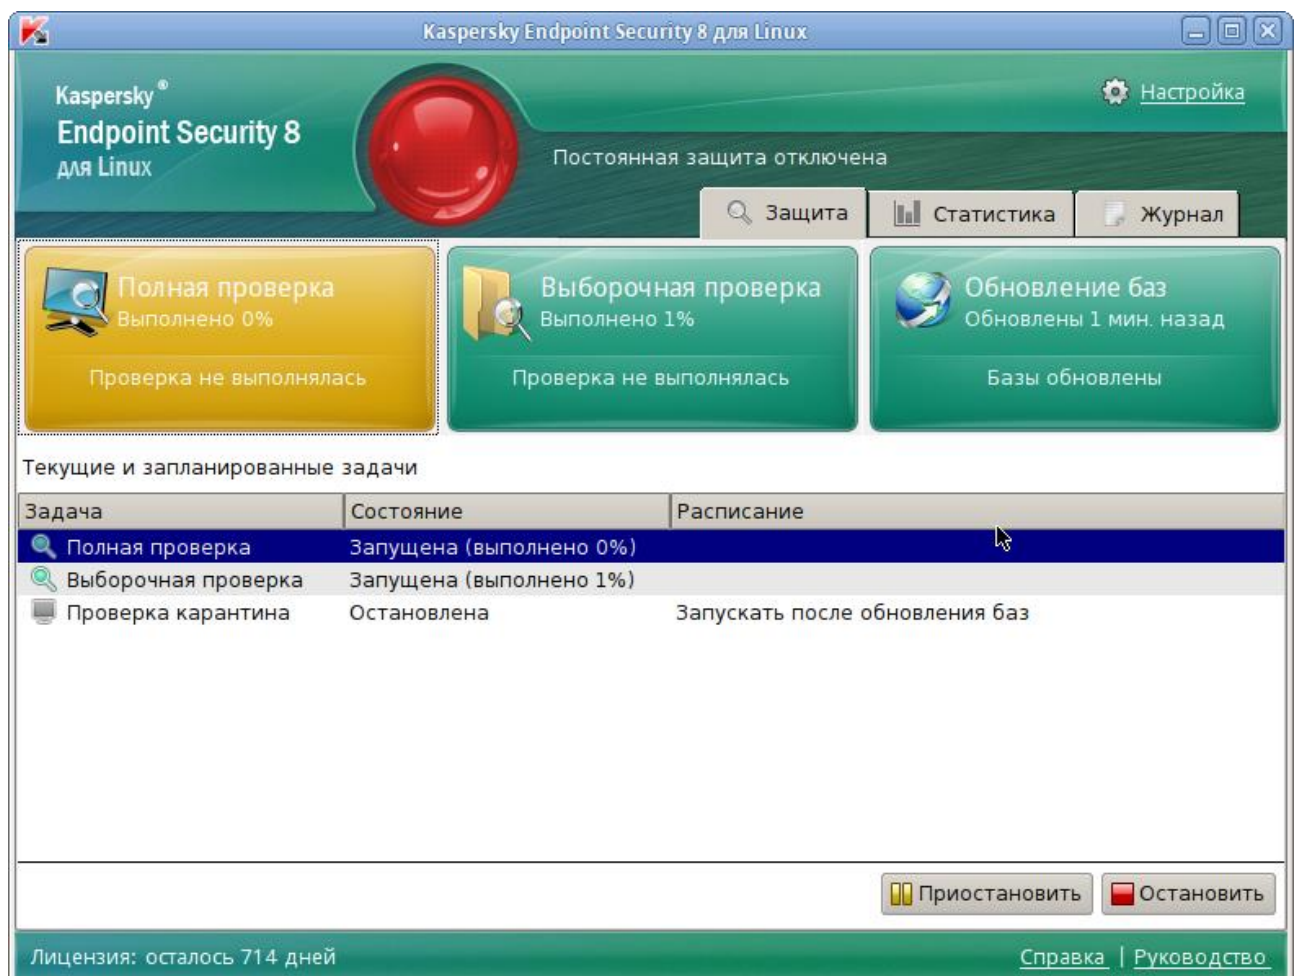 Kaspersky Endpoint Security 8 для Linux
Kaspersky®
Endpoint Security 8
для Linux
Настройка
Постоянная защита отключена
Защита
Статистика
Журнал
Полная проверка
Выполнено 0%
Проверка не выполнялась
Выборочная проверка
Выполнено 1%
Проверка не выполнялась
Обновление баз
Обновлены 1 мин. назад
Базы обновлены
Текущие и запланированные задачи
Задача Состояние Расписание
Полная проверка Запущена (выполнено 0%)
Выборочная проверка Запущена (выполнено 1%)
Проверка карантина Остановлена Запускать после обновления баз
Приостановить Остановить
Лицензия: осталось 714 дней Справка | Руководство